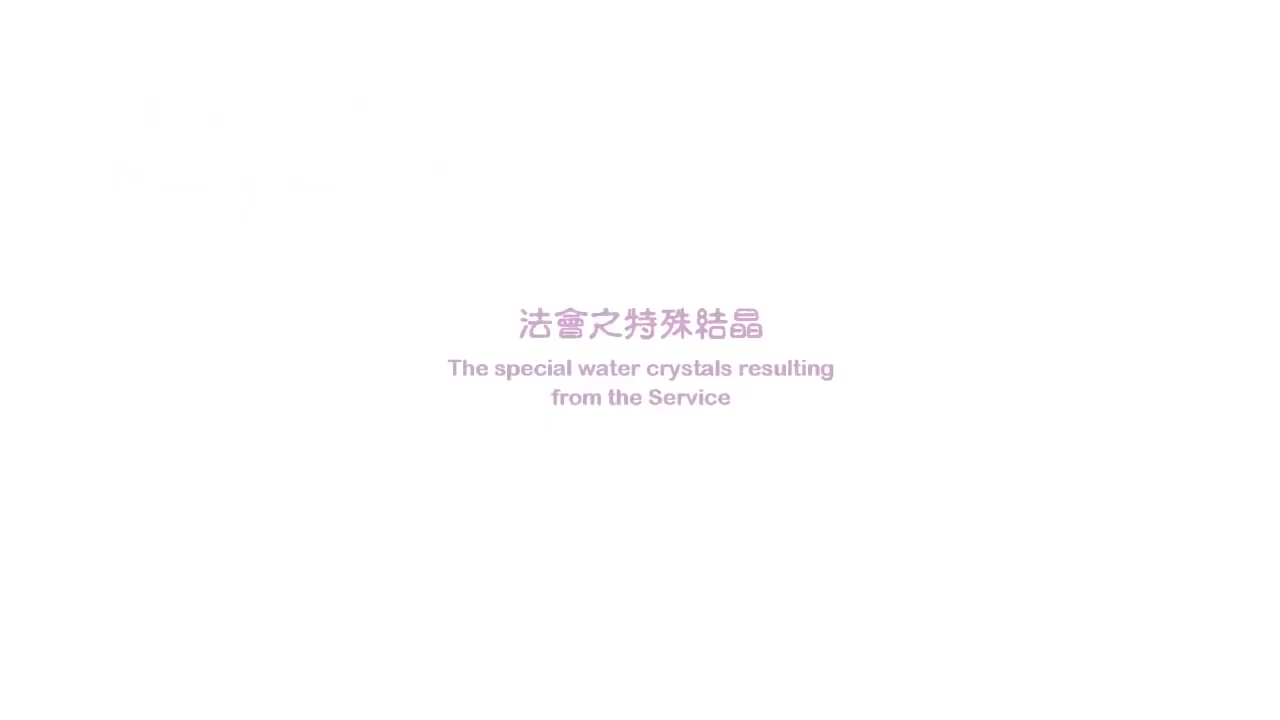 法會之特殊結晶
The special water crystals resulting
from the Service